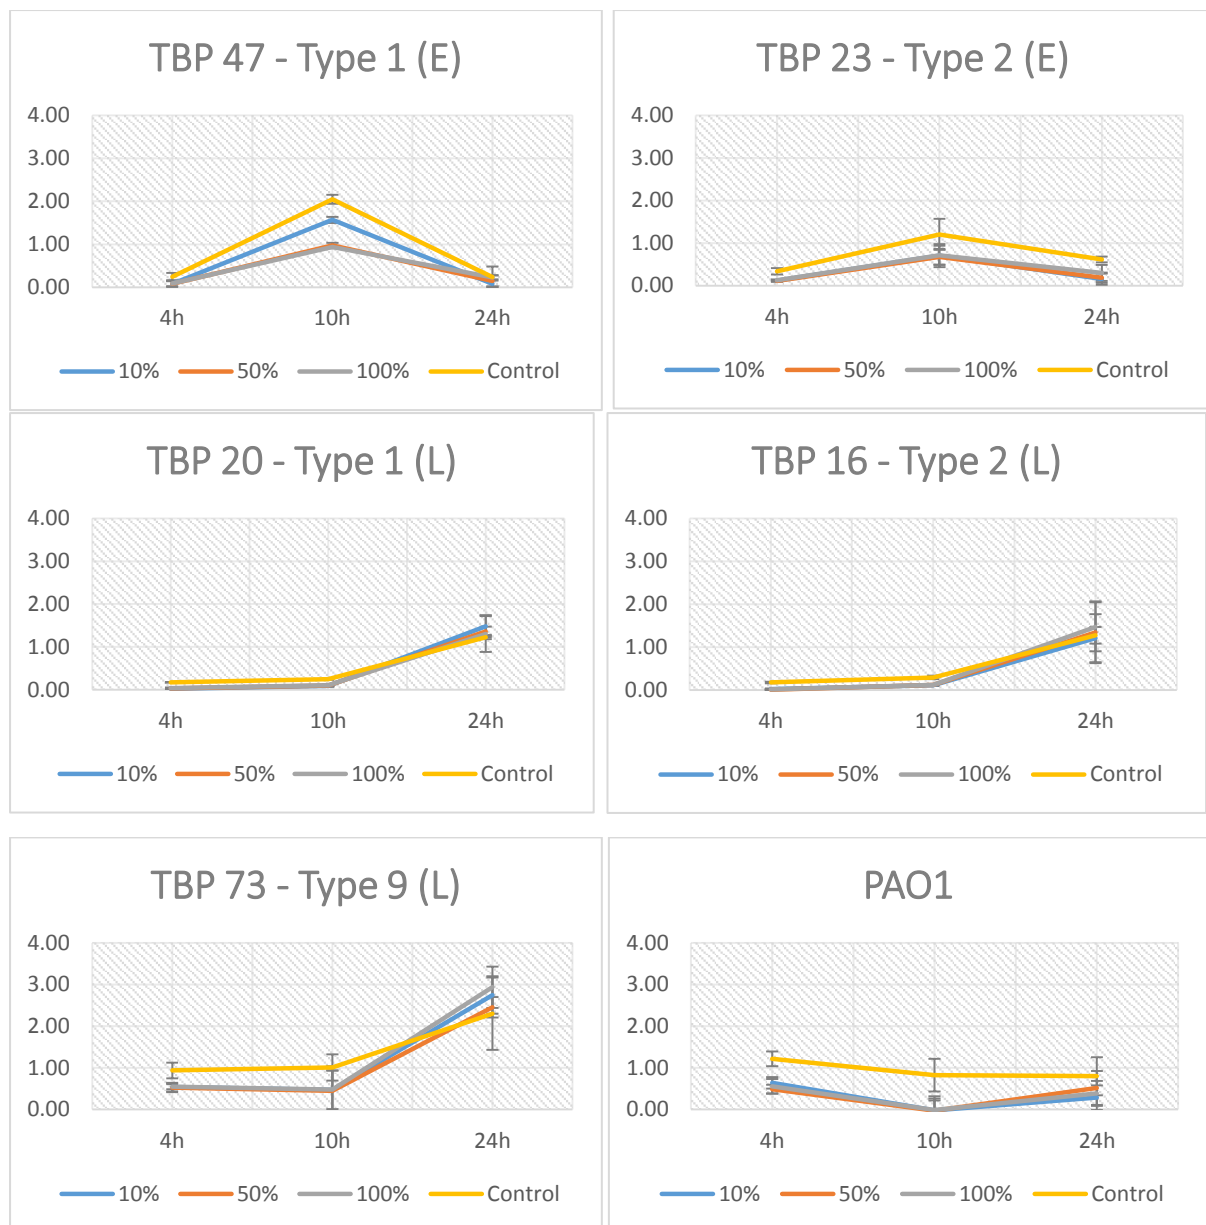 TBP 47 - Type 1 (E)
4.00
3.00
2.00
1.00
0.00
4h 10h 24h
10% 50% 100% Control
TBP 23 - Type 2 (E)
4.00
3.00
2.00
1.00
0.00
4h 10h 24h
10% 50% 100% Control
TBP 20 - Type 1 (L)
4.00
3.00
2.00
1.00
0.00
4h 10h 24h
10% 50% 100% Control
TBP 16 - Type 2 (L)
4.00
3.00
2.00
1.00
0.00
4h 10h 24h
10% 50% 100% Control
TBP 73 - Type 9 (L)
4.00
3.00
2.00
1.00
0.00
4h 10h 24h
10% 50% 100% Control
PAO1
4.00
3.00
2.00
1.00
0.00
4h 10h 24h
10% 50% 100% Control